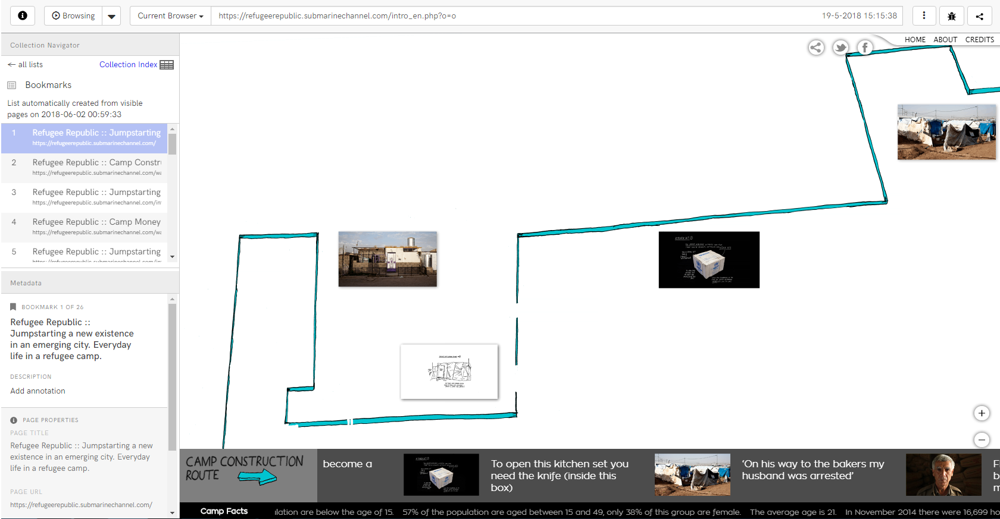 Browsing
Current Browser
https://refugeerepublic.submarinechannel.com/intro_en.php?o=o
19-5-2018 15:15:38
Collection Navigator
← all lists
Collection Index
Bookmarks
List automatically created from visible
pages on 2018-06-02 00:59:33
1 Refugee Republic :: Jumpstarting
https://refugeerepublic.submarinechannel.com/
2 Refugee Republic :: Camp Constr
https://refugeerepublic.submarinechannel.com/wa
3 Refugee Republic :: Jumpstarting
https://refugeerepublic.submarinechannel.com/in
4 Refugee Republic :: Camp Money
https://refugeerepublic.submarinechannel.com/wa
5 Refugee Republic :: Jumpstarting
https://refugeerepublic.submarinechannel.com/in
Metadata
BOOKMARK 1 OF 26
Refugee Republic ::
Jumpstarting a new existence
in an emerging city. Everyday
life in a refugee camp.
DESCRIPTION
Add annotation
PAGE PROPERTIES
PAGE TITLE
Refugee Republic :: Jumpstarting a new
existence in an emerging city. Everyday
life in a refugee camp.
PAGE URL
https://refugeerepublic.submarinechannel.com/
HOME ABOUT CREDITS
KITCHEN SET
+
−
CAMP CONSTRUCTION
ROUTE
become a
To open this kitchen set you
need the knife (inside this
box)
‘On his way to the bakers my
husband was arrested’
Camp Facts
ulation are below the age of 15. 57% of the population are aged between 15 and 49, only 38% of this group are female. The average age is 21. In November 2014 there were 16,699 ho